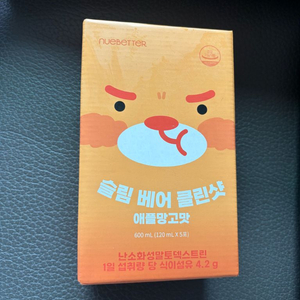 nueBetter
슬림 베어 클린샷
애플망고맛
600 mL (120 mL X 5포)
난소화성말토덱스트린
1일 섭취량 당 식이섬유 4.2 g